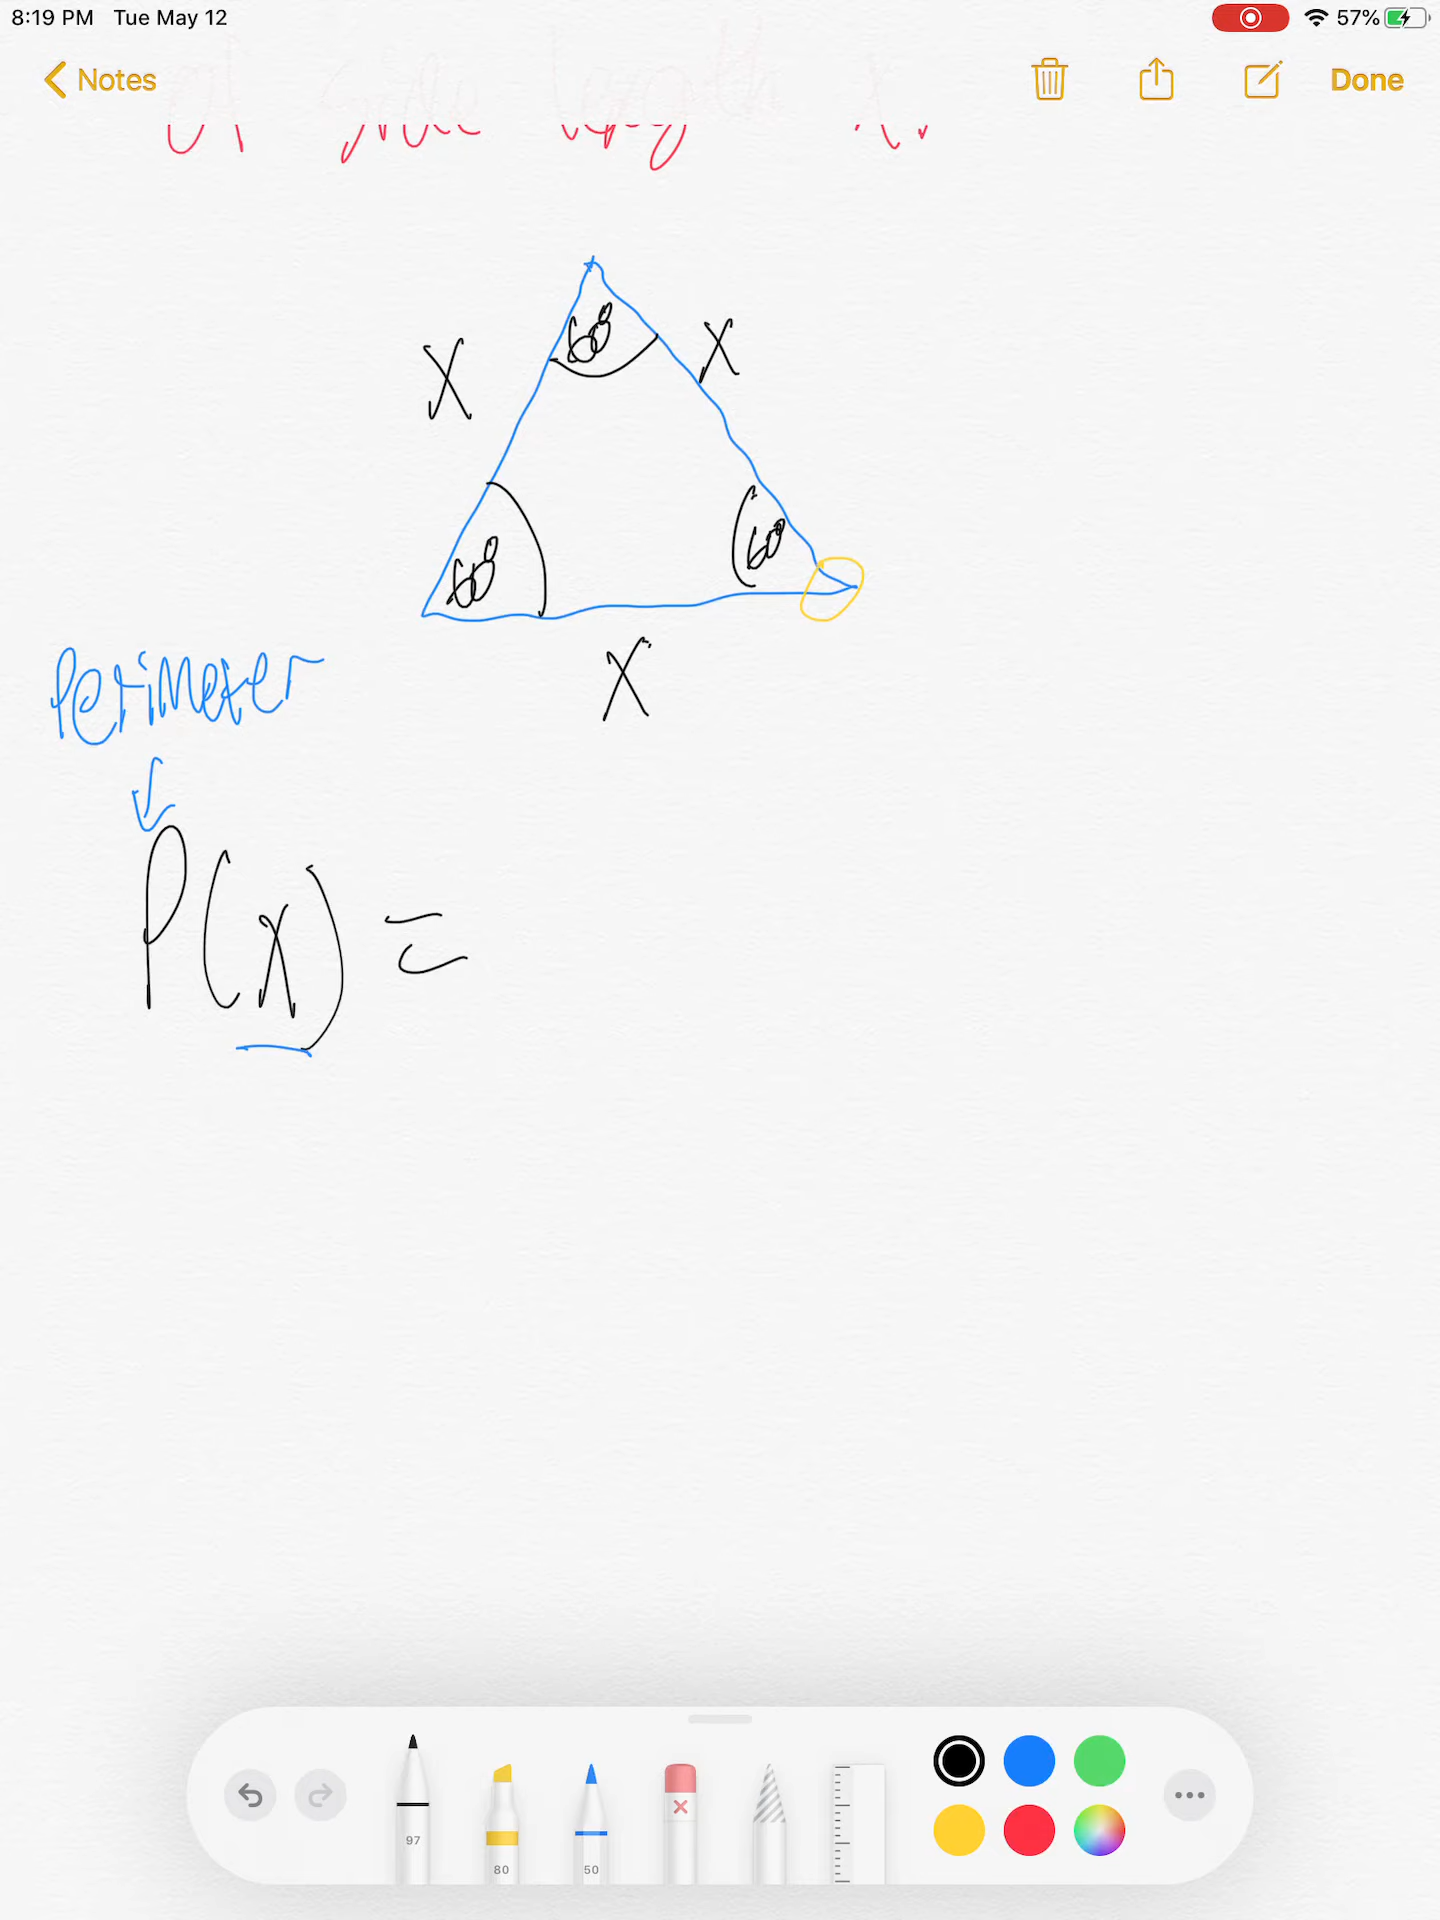 8:19 PM Tue May 12
57%
Notes
Done
of side length x.
60°
X
X
60°
60°
X
Perimeter
P(x) =
97
80
50